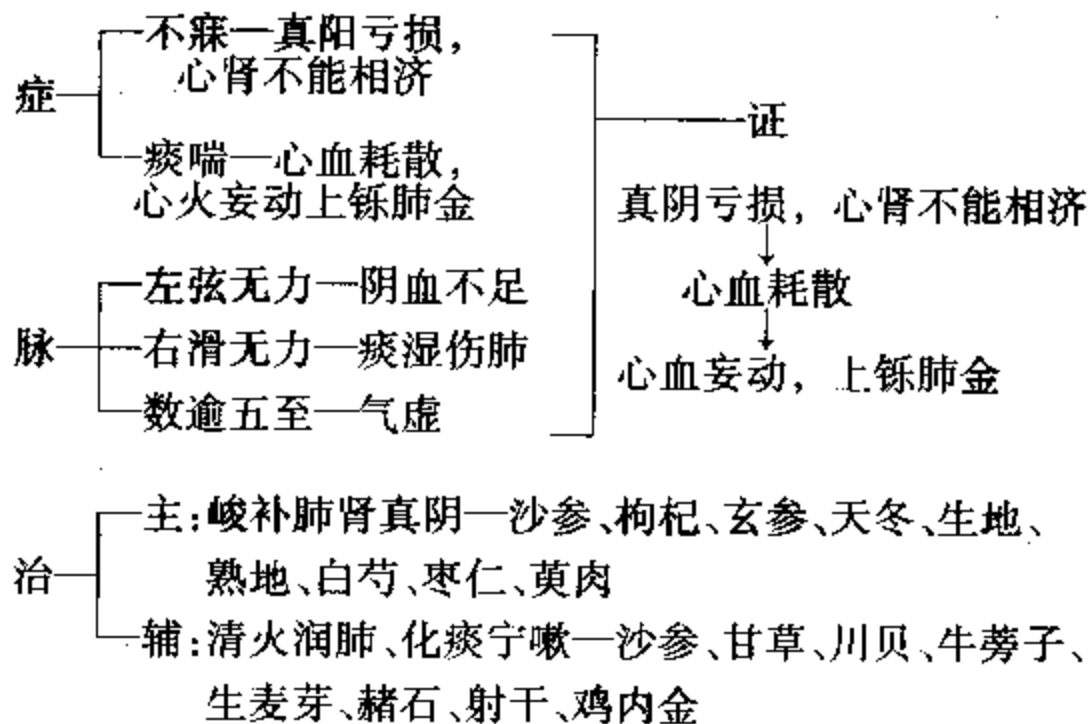 症
不寐—真阳亏损，
心肾不能相济
痰喘—心血耗散，
心火妄动上铄肺金
脉
左弦无力—阴血不足
右滑无力—痰湿伤肺
数逾五至—气虚
证
真阴亏损，心肾不能相济
心血耗散
心血妄动，上铄肺金
治
主：峻补肺肾真阴—沙参、枸杞、玄参、天冬、生地、
熟地、白芍、枣仁、萸肉
辅：清火润肺、化痰宁嗽—沙参、甘草、川贝、牛蒡子、
生麦芽、赭石、射干、鸡内金